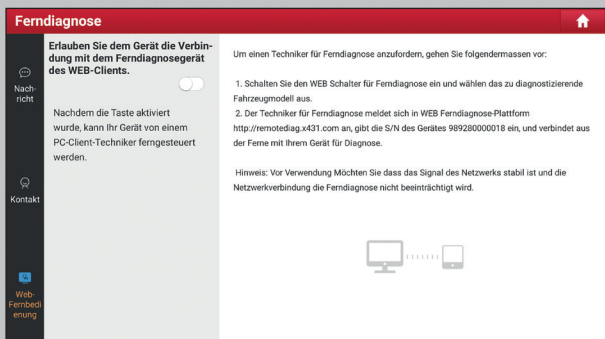 Ferndiagnose
Nach-
richt
Kontakt
Web-
Fernbedi
enung
Erlauben Sie dem Gerät die Verbin-
dung mit dem Ferndiagnosegerät
des WEB-Clients.
Nachdem die Taste aktiviert
wurde, kann Ihr Gerät von einem
PC-Client-Techniker ferngesteuert
werden.
Um einen Techniker für Ferndiagnose anzufordern, gehen Sie folgendermassen vor:
1. Schalten Sie den WEB Schalter für Ferndiagnose ein und wählen das zu diagnostizierende
Fahrzeugmodell aus.
2. Der Techniker für Ferndiagnose meldet sich in WEB Ferndiagnose-Plattform
http://remotediag.x431.com an, gibt die S/N des Gerätes 989280000018 ein, und verbindet aus
der Ferne mit Ihrem Gerät für Diagnose.
Hinweis: Vor Verwendung Möchten Sie dass das Signal des Netzwerks stabil ist und die
Netzwerkverbindung die Ferndiagnose nicht beeinträchtigt wird.